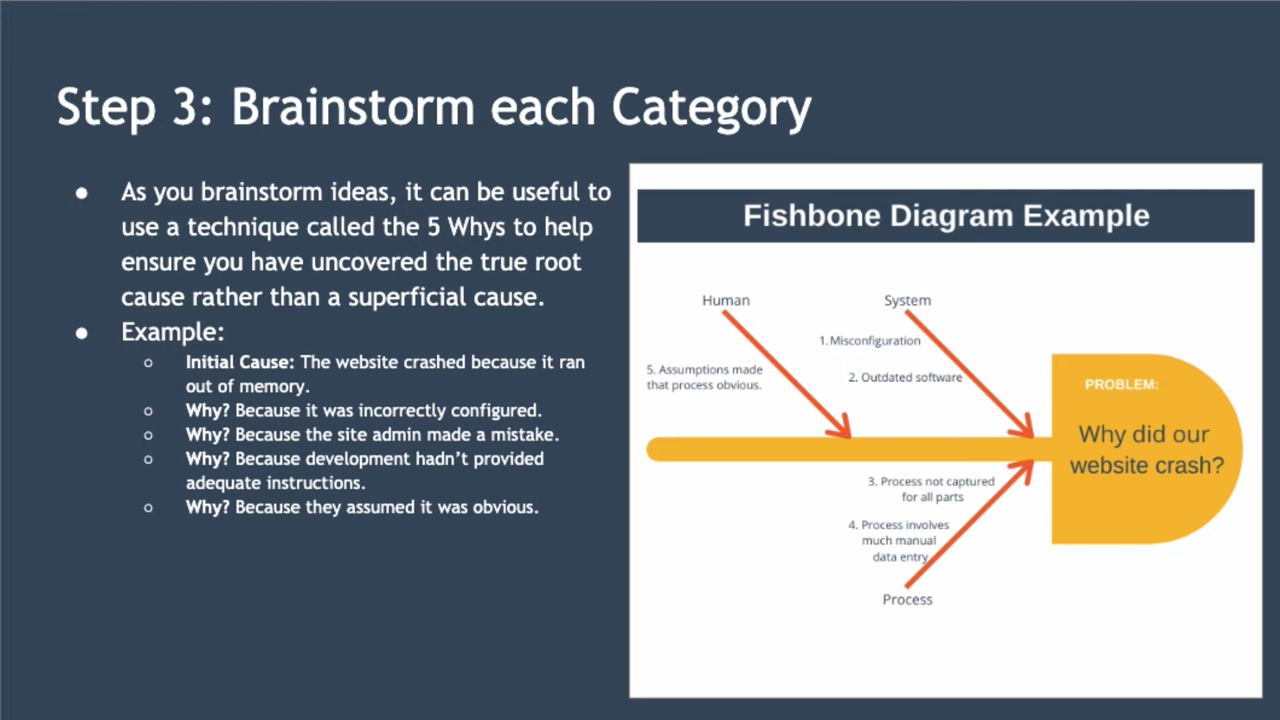 Step 3: Brainstorm each Category
● As you brainstorm ideas, it can be useful to
use a technique called the 5 Whys to help
ensure you have uncovered the true root
cause rather than a superficial cause.
● Example:
○ Initial Cause: The website crashed because it ran
out of memory.
○ Why? Because it was incorrectly configured.
○ Why? Because the site admin made a mistake.
○ Why? Because development hadn't provided
adequate instructions.
○ Why? Because they assumed it was obvious.
Fishbone Diagram Example
Human
System
1. Misconfiguration
5. Assumptions made
that process obvious.
2. Outdated software
PROBLEM:
Why did our
website crash?
3. Process not captured
for all parts
4. Process involves
much manual
data entry
Process